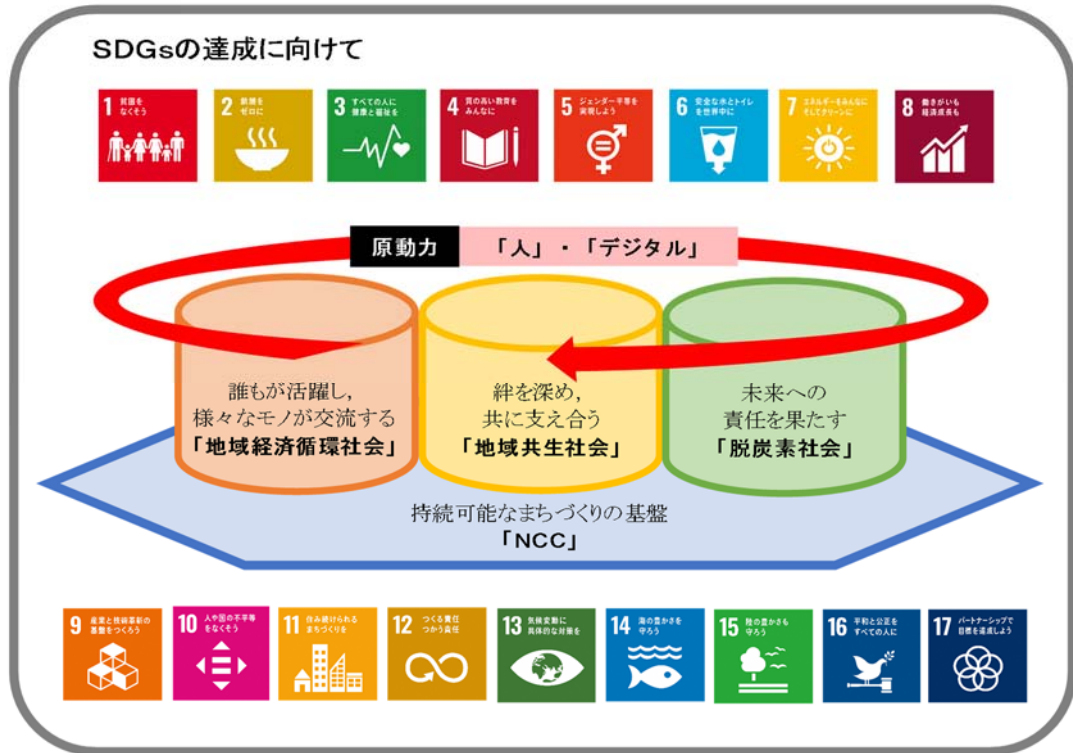 SDGsの達成に向けて
1 貧困を
なくそう
2 飢餓を
ゼロに
3 すべての人に
健康と福祉を
4 質の高い教育を
みんなに
5 ジェンダー平等を
実現しよう
6 安全な水とトイレ
を世界中に
7 エネルギーをみんなに
そしてクリーンに
8 働きがいも
経済成長も
原動力 「人」・「デジタル」
誰もが活躍し,
様々なモノが交流する
「地域経済循環社会」
絆を深め,
共に支え合う
「地域共生社会」
未来への
責任を果たす
「脱炭素社会」
持続可能なまちづくりの基盤
「NCC」
9 産業と技術革新の
基盤をつくろう
10 人や国の不平等
をなくそう
11 住み続けられる
まちづくりを
12 つくる責任
つかう責任
13 気候変動に
具体的な対策を
14 海の豊かさを
守ろう
15 陸の豊かさも
守ろう
16 平和と公正を
すべての人に
17 パートナーシップで
目標を達成しよう